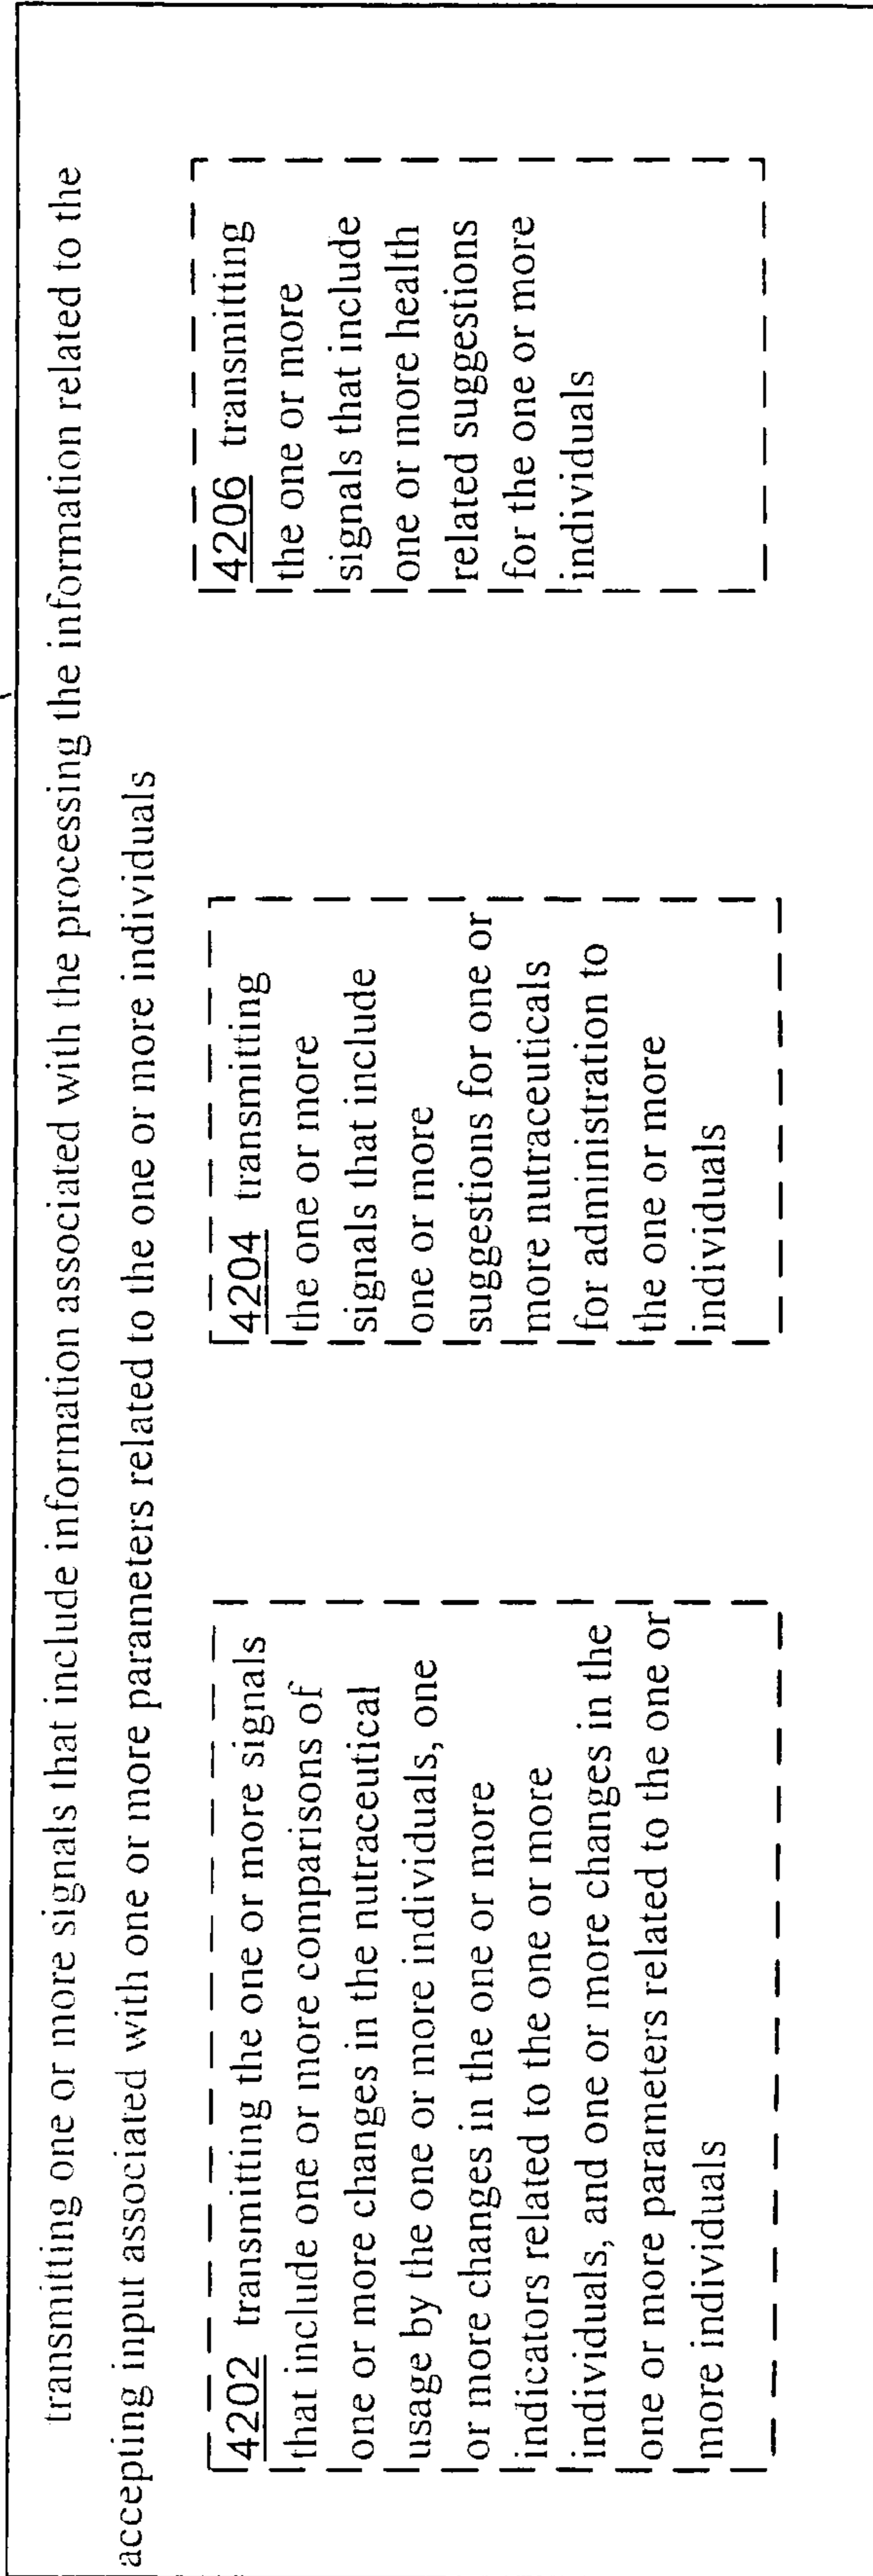 transmitting one or more signals that include information associated with the processing the information related to the
accepting input associated with one or more parameters related to the one or more individuals
4202 transmitting the one or more signals
that include one or more comparisons of
one or more changes in the nutraceutical
usage by the one or more individuals, one
or more changes in the one or more
indicators related to the one or more
individuals, and one or more changes in the
one or more parameters related to the one or
more individuals
4204 transmitting
the one or more
signals that include
one or more
suggestions for one or
more nutraceuticals
for administration to
the one or more
individuals
4206 transmitting
the one or more
signals that include
one or more health
related suggestions
for the one or more
individuals